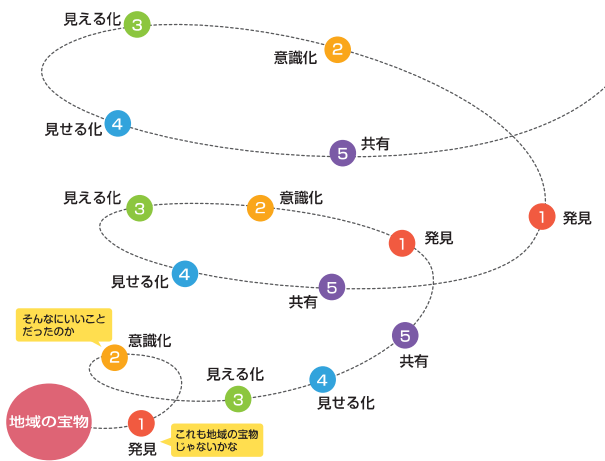 見える化
3
2
意識化
見せる化
4
5
共有
1
発見
見える化
3
2
意識化
1
発見
見せる化
4
5
共有
そんなにいいこと
だったのか
意識化
2
5
共有
見える化
3
4
見せる化
地域の宝物
1
発見
これも地域の宝物
じゃないかな